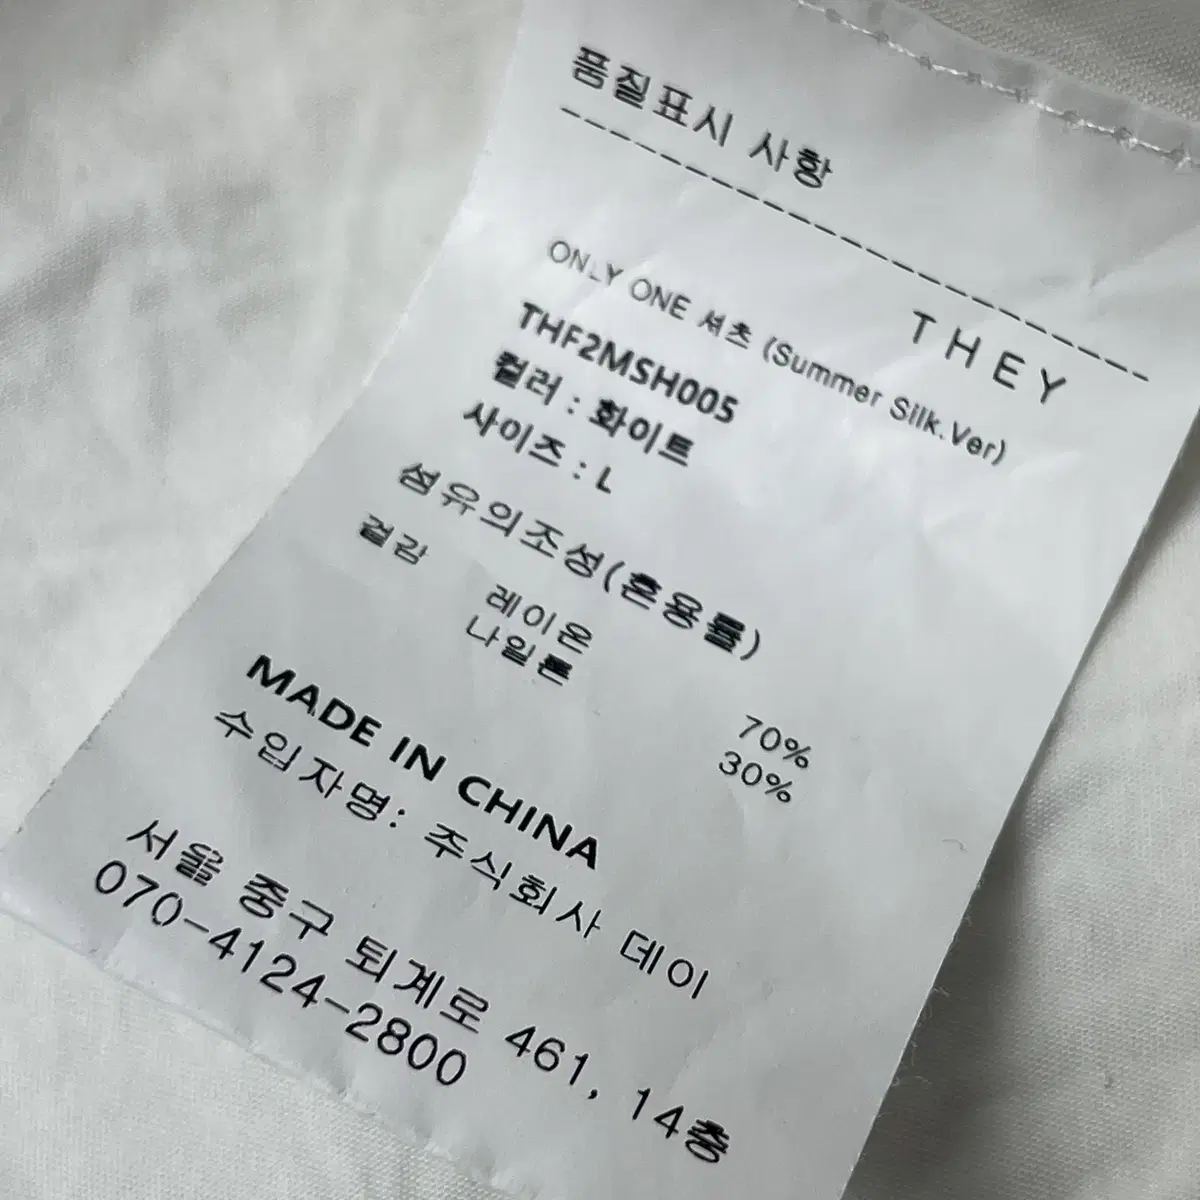 품질표시 사항
THEY
ONLY ONE 셔츠 (Summer Silk.Ver)
THF2MSH005
컬러 : 화이트
사이즈 : L
섬유의조성(혼용률)
겉감 레이온 70%
나일론 30%
MADE IN CHINA
수입자명: 주식회사 데이
서울 중구 퇴계로 461, 14층
070-4124-2800